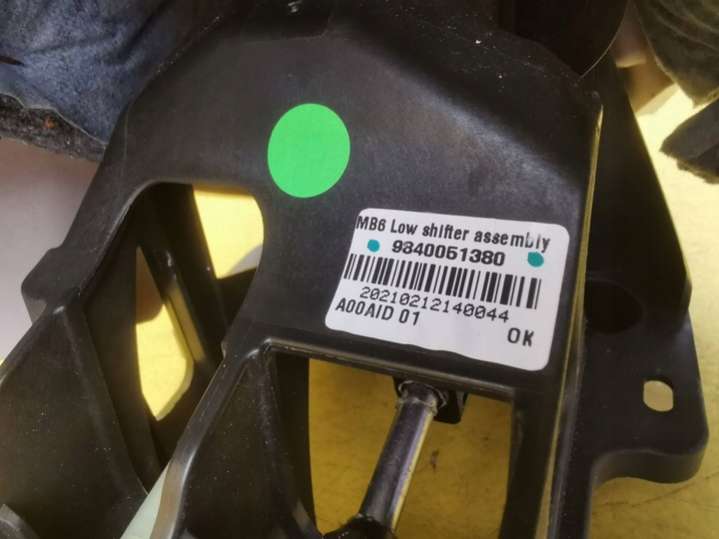 MB6 Low shifter assembly
9840051380
20210212140044
A00AID 01
OK